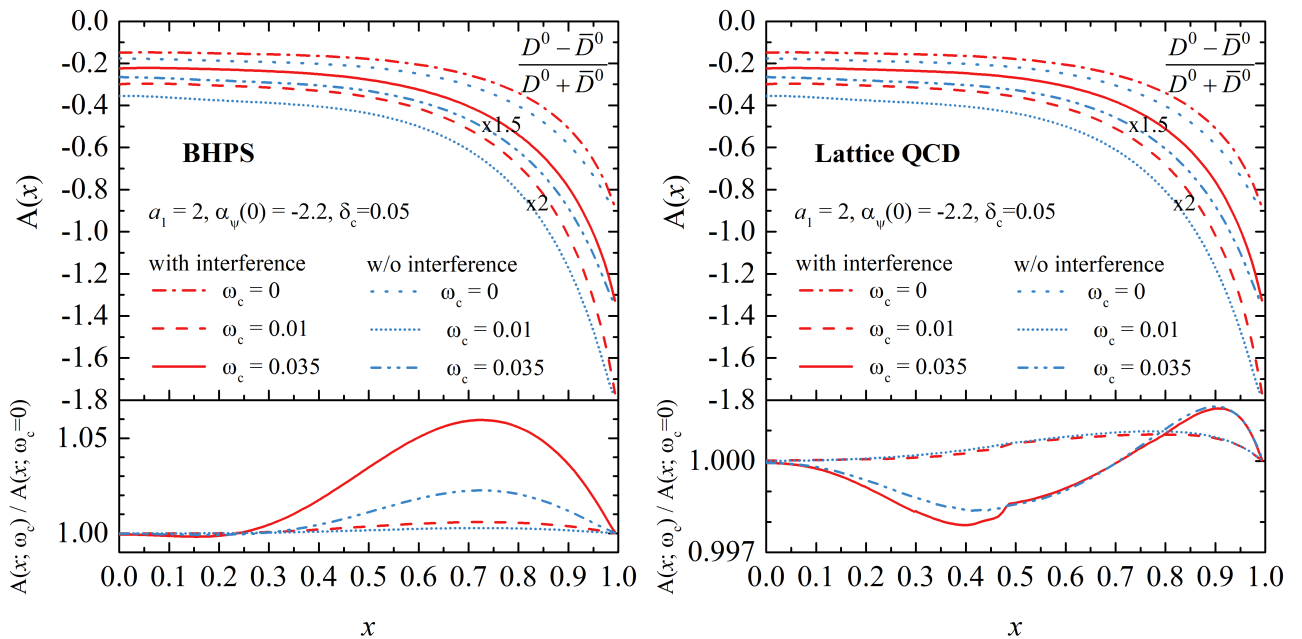 0.0
-0.2
-0.4
-0.6
-0.8
-1.0
-1.2
-1.4
-1.6
-1.8
A(x)
D⁰ − D̅⁰
D⁰ + D̅⁰
x1.5
BHPS
x2
a₁ = 2, α_ψ(0) = -2.2, δ_c=0.05
with interference
w/o interference
ω_c = 0
ω_c = 0
ω_c = 0.01
ω_c = 0.01
ω_c = 0.035
ω_c = 0.035
A(x; ω_c) / A(x; ω_c=0)
1.05
1.00
0.0 0.1 0.2 0.3 0.4 0.5 0.6 0.7 0.8 0.9 1.0
x
0.0
-0.2
-0.4
-0.6
-0.8
-1.0
-1.2
-1.4
-1.6
-1.8
A(x)
D⁰ − D̅⁰
D⁰ + D̅⁰
x1.5
Lattice QCD
x2
a₁ = 2, α_ψ(0) = -2.2, δ_c=0.05
with interference
w/o interference
ω_c = 0
ω_c = 0
ω_c = 0.01
ω_c = 0.01
ω_c = 0.035
ω_c = 0.035
A(x; ω_c) / A(x; ω_c=0)
1.000
0.997
0.0 0.1 0.2 0.3 0.4 0.5 0.6 0.7 0.8 0.9 1.0
x